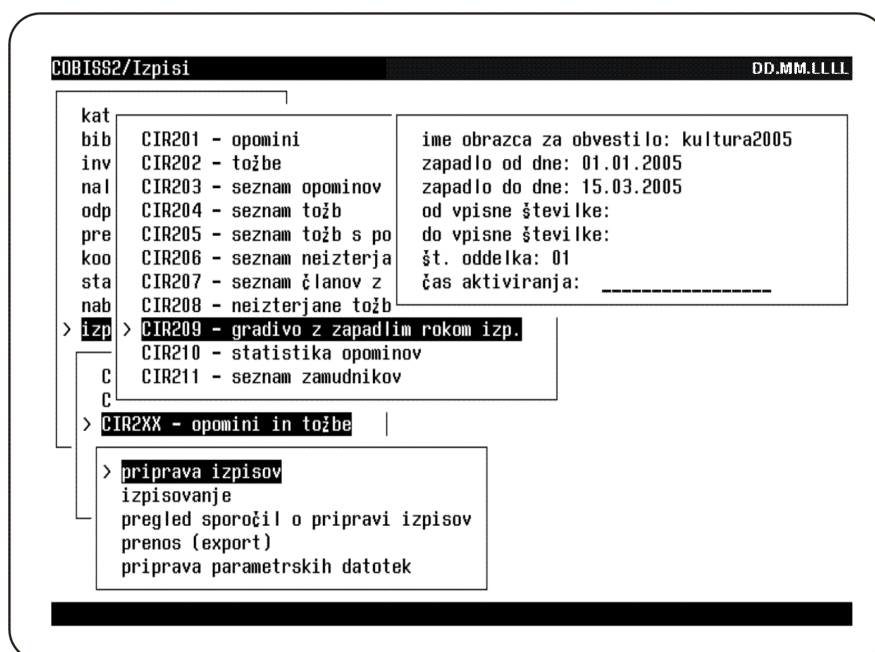 COBISS2/Izpisi DD.MM.LLLL
kat
bib
inv
nal
odp
pre
koo
sta
nab
> izp
CIR201 - opomini
CIR202 - tožbe
CIR203 - seznam opominov
CIR204 - seznam tožb
CIR205 - seznam tožb s po
CIR206 - seznam neizterja
CIR207 - seznam članov z
CIR208 - neizterjane tožb
> CIR209 - gradivo z zapadlim rokom izp.
CIR210 - statistika opominov
CIR211 - seznam zamudnikov
ime obrazca za obvestilo: kultura2005
zapadlo od dne: 01.01.2005
zapadlo do dne: 15.03.2005
od vpisne številke:
do vpisne številke:
št. oddelka: 01
čas aktiviranja: _________________
C
C
> CIR2XX - opomini in tožbe
> priprava izpisov
izpisovanje
pregled sporočil o pripravi izpisov
prenos (export)
priprava parametrskih datotek